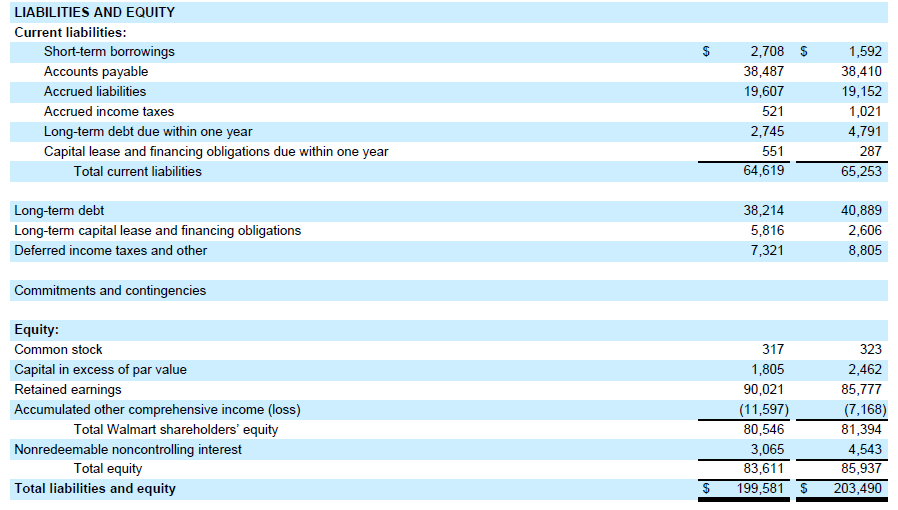 LIABILITIES AND EQUITY
Current liabilities:
Short-term borrowings $ 2,708 $ 1,592
Accounts payable 38,487 38,410
Accrued liabilities 19,607 19,152
Accrued income taxes 521 1,021
Long-term debt due within one year 2,745 4,791
Capital lease and financing obligations due within one year 551 287
Total current liabilities 64,619 65,253
Long-term debt 38,214 40,889
Long-term capital lease and financing obligations 5,816 2,606
Deferred income taxes and other 7,321 8,805
Commitments and contingencies
Equity:
Common stock 317 323
Capital in excess of par value 1,805 2,462
Retained earnings 90,021 85,777
Accumulated other comprehensive income (loss) (11,597) (7,168)
Total Walmart shareholders' equity 80,546 81,394
Nonredeemable noncontrolling interest 3,065 4,543
Total equity 83,611 85,937
Total liabilities and equity $ 199,581 $ 203,490